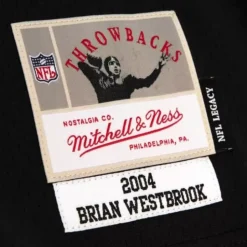 THROWBACKS
NFL
NOSTALGIA CO.
Mitchell & Ness
PHILADELPHIA, PA.
NFL LEGACY
2004
BRIAN WESTBROOK